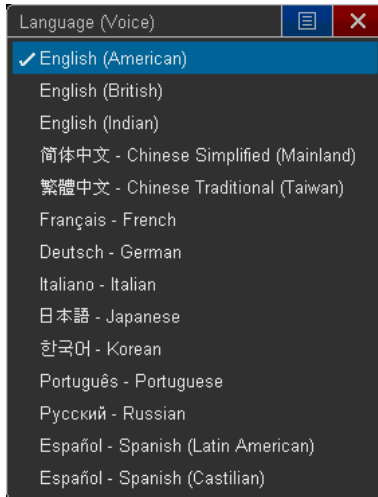 Language (Voice)
English (American)
English (British)
English (Indian)
简体中文 - Chinese Simplified (Mainland)
繁體中文 - Chinese Traditional (Taiwan)
Français - French
Deutsch - German
Italiano - Italian
日本語 - Japanese
한국어 - Korean
Português - Portuguese
Русский - Russian
Español - Spanish (Latin American)
Español - Spanish (Castilian)